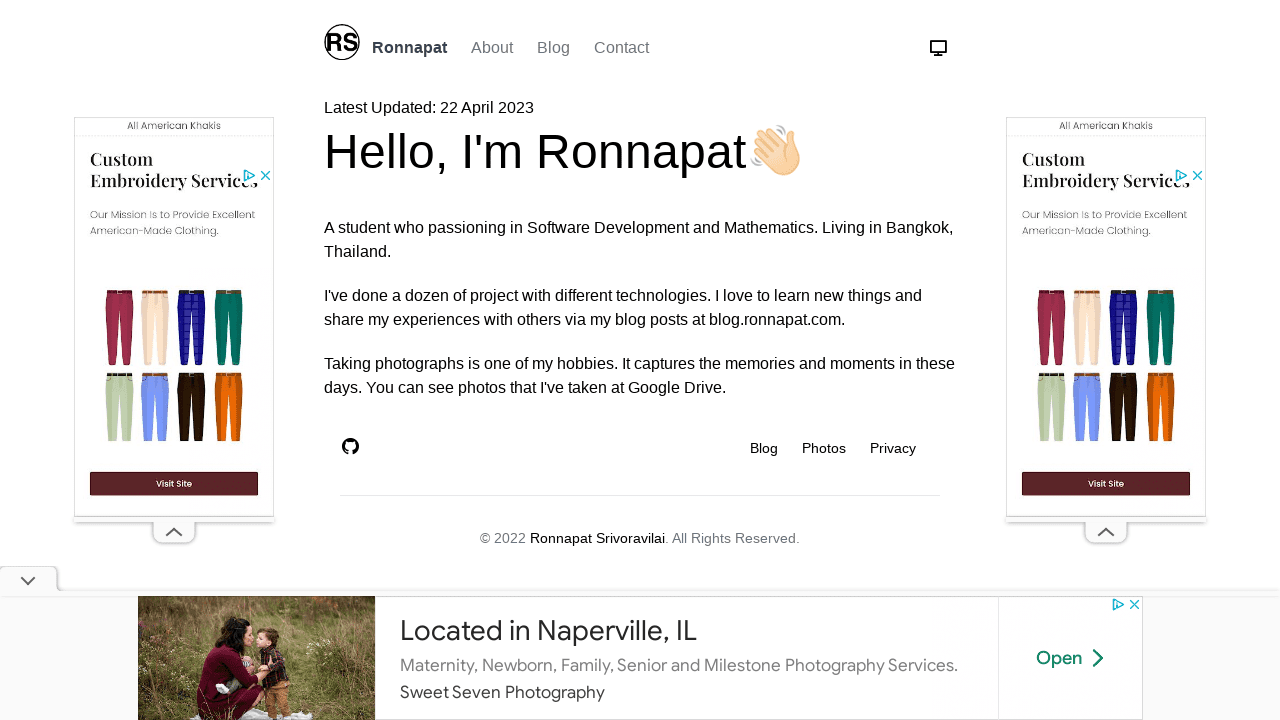 RS
Ronnapat
About
Blog
Contact
Latest Updated: 22 April 2023
Hello, I'm Ronnapat👋🏻
A student who passioning in Software Development and Mathematics. Living in Bangkok,
Thailand.
I've done a dozen of project with different technologies. I love to learn new things and
share my experiences with others via my blog posts at blog.ronnapat.com.
Taking photographs is one of my hobbies. It captures the memories and moments in these
days. You can see photos that I've taken at Google Drive.
Blog
Photos
Privacy
© 2022 Ronnapat Srivoravilai. All Rights Reserved.
All American Khakis
Custom
Embroidery Services
Our Mission Is to Provide Excellent
American-Made Clothing.
Visit Site
All American Khakis
Custom
Embroidery Services
Our Mission Is to Provide Excellent
American-Made Clothing.
Visit Site
Located in Naperville, IL
Maternity, Newborn, Family, Senior and Milestone Photography Services.
Sweet Seven Photography
Open